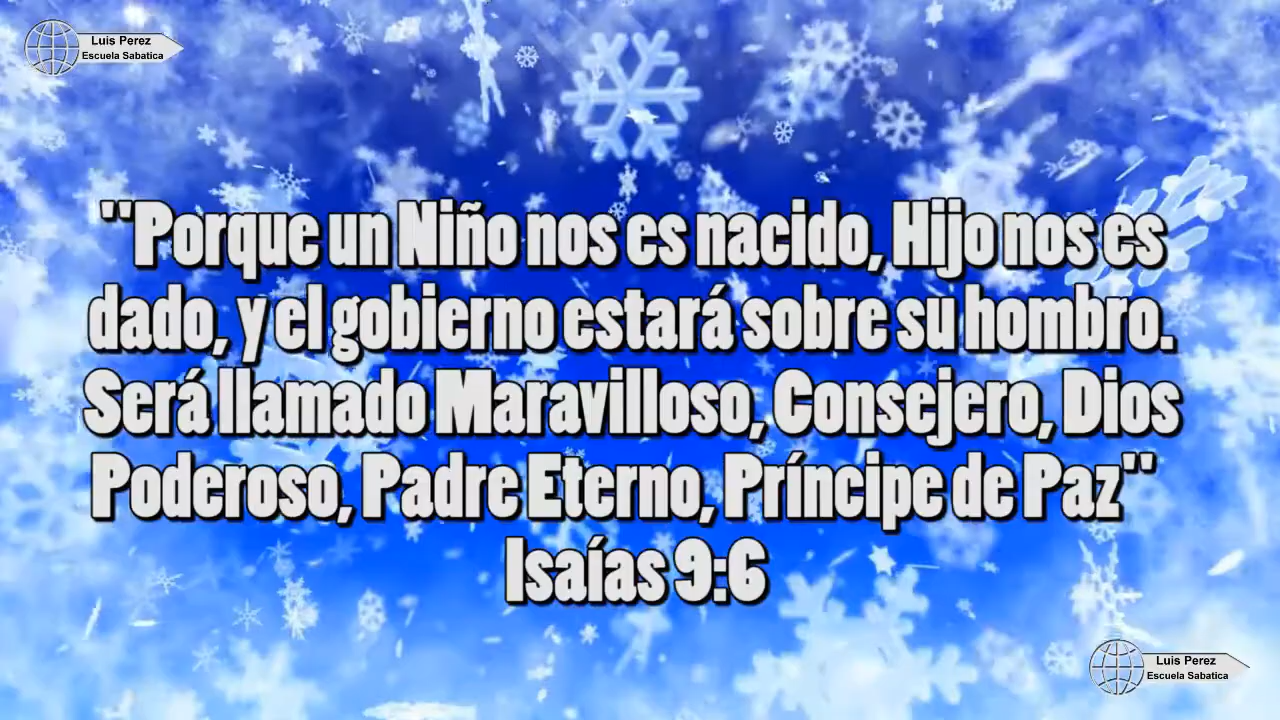 Luis Perez
Escuela Sabatica
"Porque un Niño nos es nacido, Hijo nos es
dado, y el gobierno estará sobre su hombro.
Será llamado Maravilloso, Consejero, Dios
Poderoso, Padre Eterno, Príncipe de Paz"
Isaías 9:6
Luis Perez
Escuela Sabatica